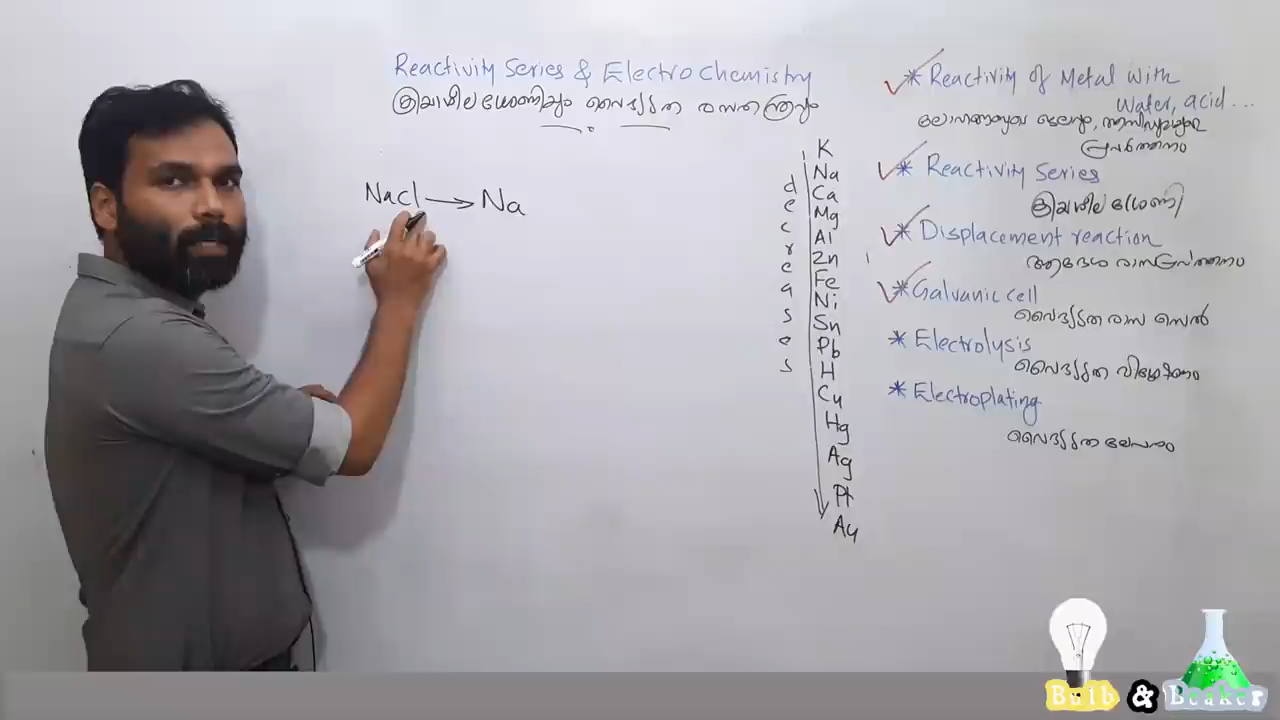 Reactivity Series & Electro Chemistry
ക്രിയാശീല ശ്രേണിയും വൈദ്യുത രസതന്ത്രവും
Nacl → Na
d
e
c
r
e
a
s
e
s
K
Na
Ca
Mg
Al
Zn
Fe
Ni
Sn
Pb
H
Cu
Hg
Ag
Pt
Au
* Reactivity of Metal with
Water, acid ...
പ്രവർത്തനം
* Reactivity Series
ക്രിയാശീല ശ്രേണി
* Displacement reaction
ആദേശ രാസപ്രവർത്തനം
* Galvanic cell
വൈദ്യുത രാസ സെൽ
* Electrolysis
വൈദ്യുത വിശ്ലേഷണം
* Electroplating
വൈദ്യുത ലേപനം
Bulb & Beaker